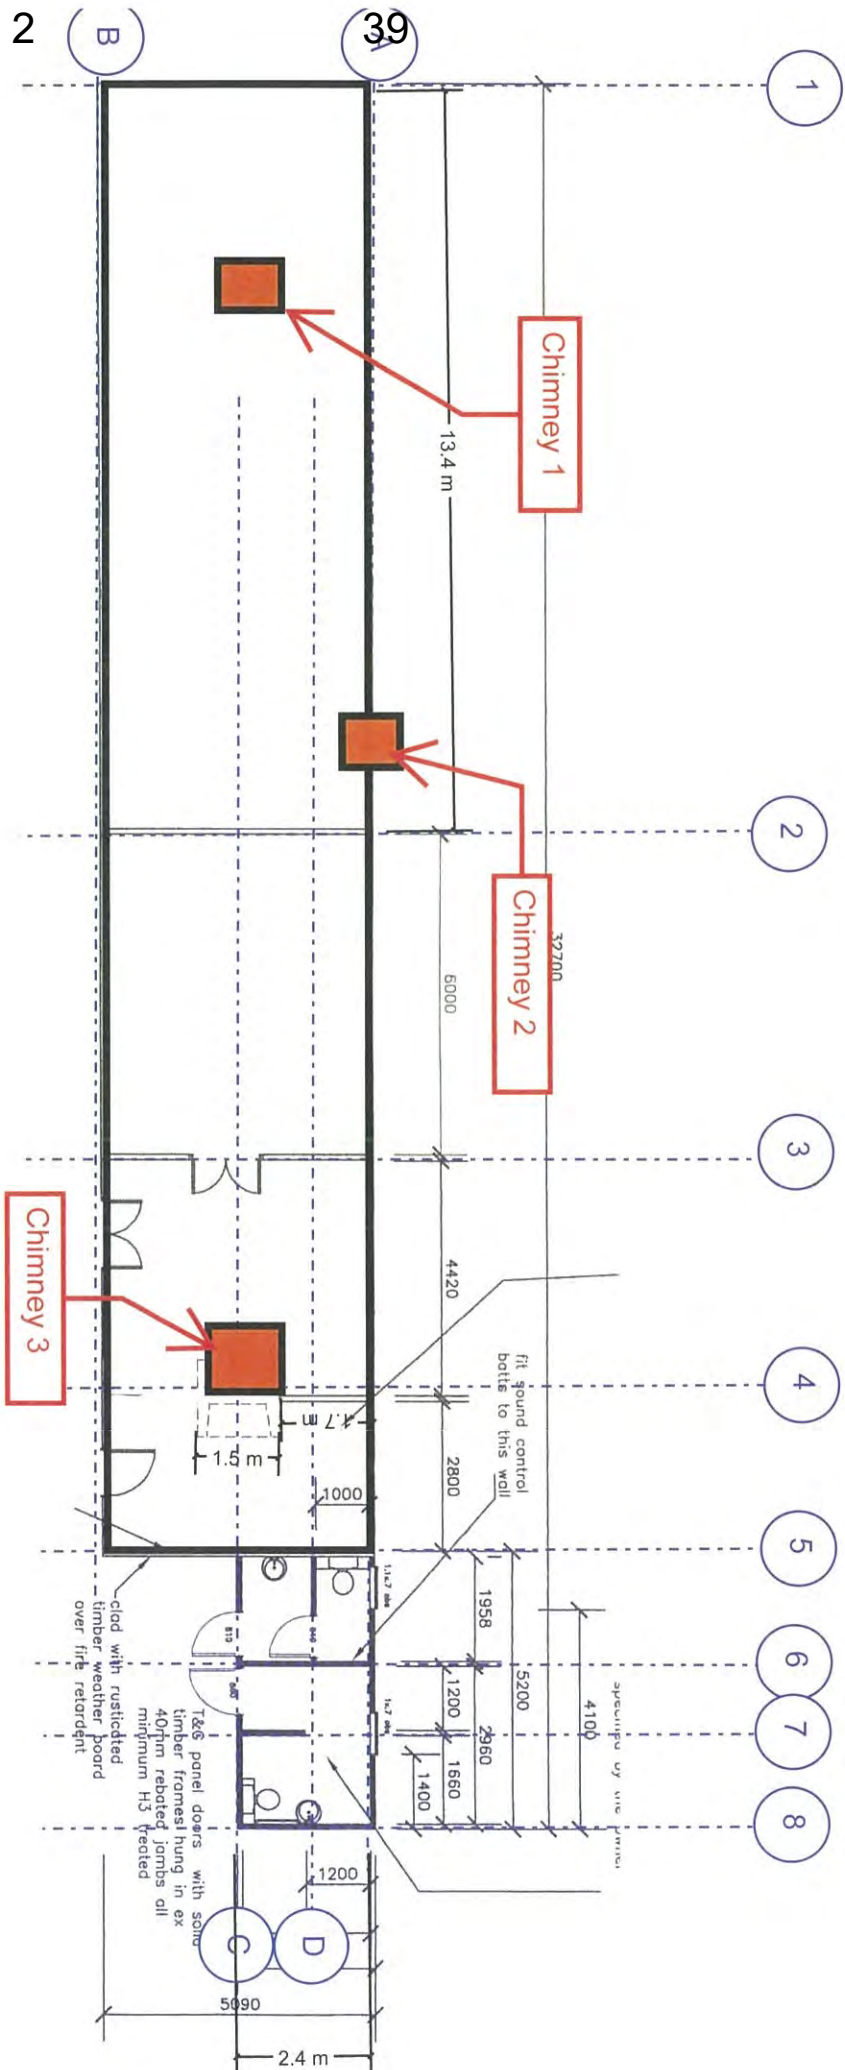 2
39
B
A
1
13.4 m
Chimney 1
2
32700
Chimney 2
6000
3
4420
Chimney 3
4
fit sound control
batts to this wall
1.7 m
1.5 m
2800
1000
5
1958
5200
4100
6
1200
2960
7
1660
1400
8
810
clad with rusticated
timber weather board
over fire retardent
T&G panel doors with solid
timber frames hung in ex
40mm rebated jambs all
minimum H3 treated
1200
C
D
5090
2.4 m